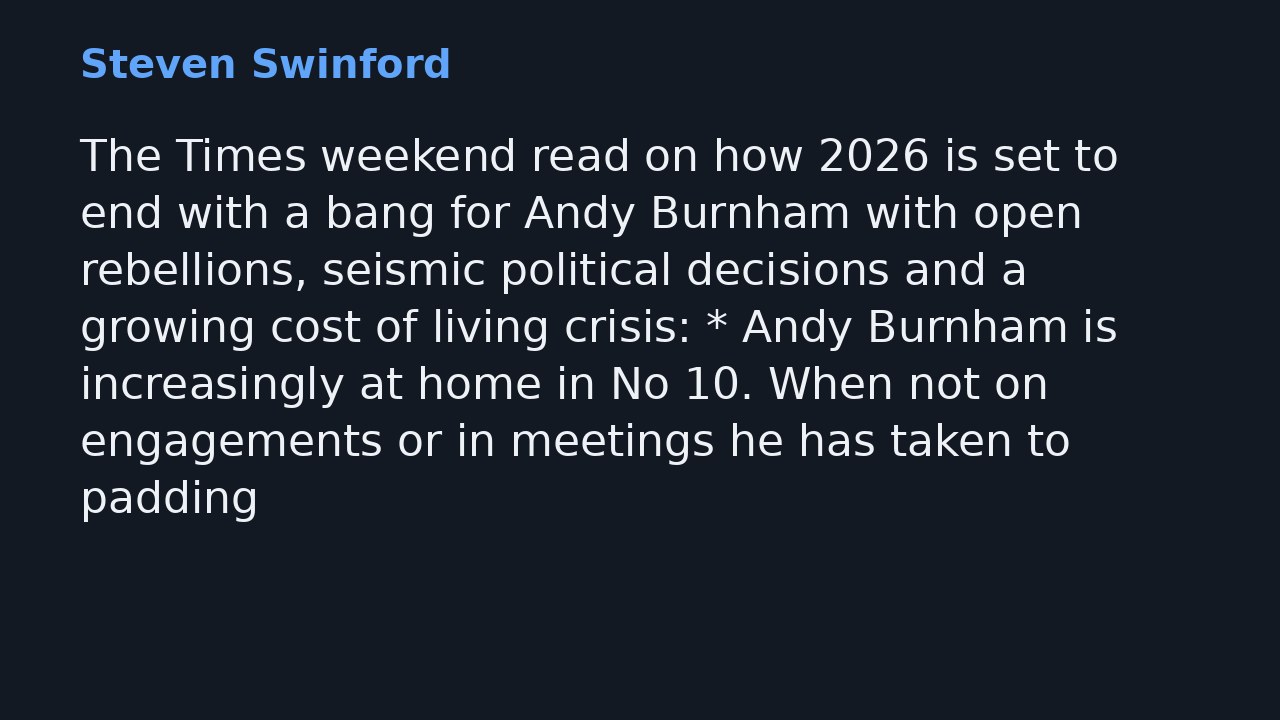 Steven Swinford
The Times weekend read on how 2026 is set to
end with a bang for Andy Burnham with open
rebellions, seismic political decisions and a
growing cost of living crisis: * Andy Burnham is
increasingly at home in No 10. When not on
engagements or in meetings he has taken to
padding